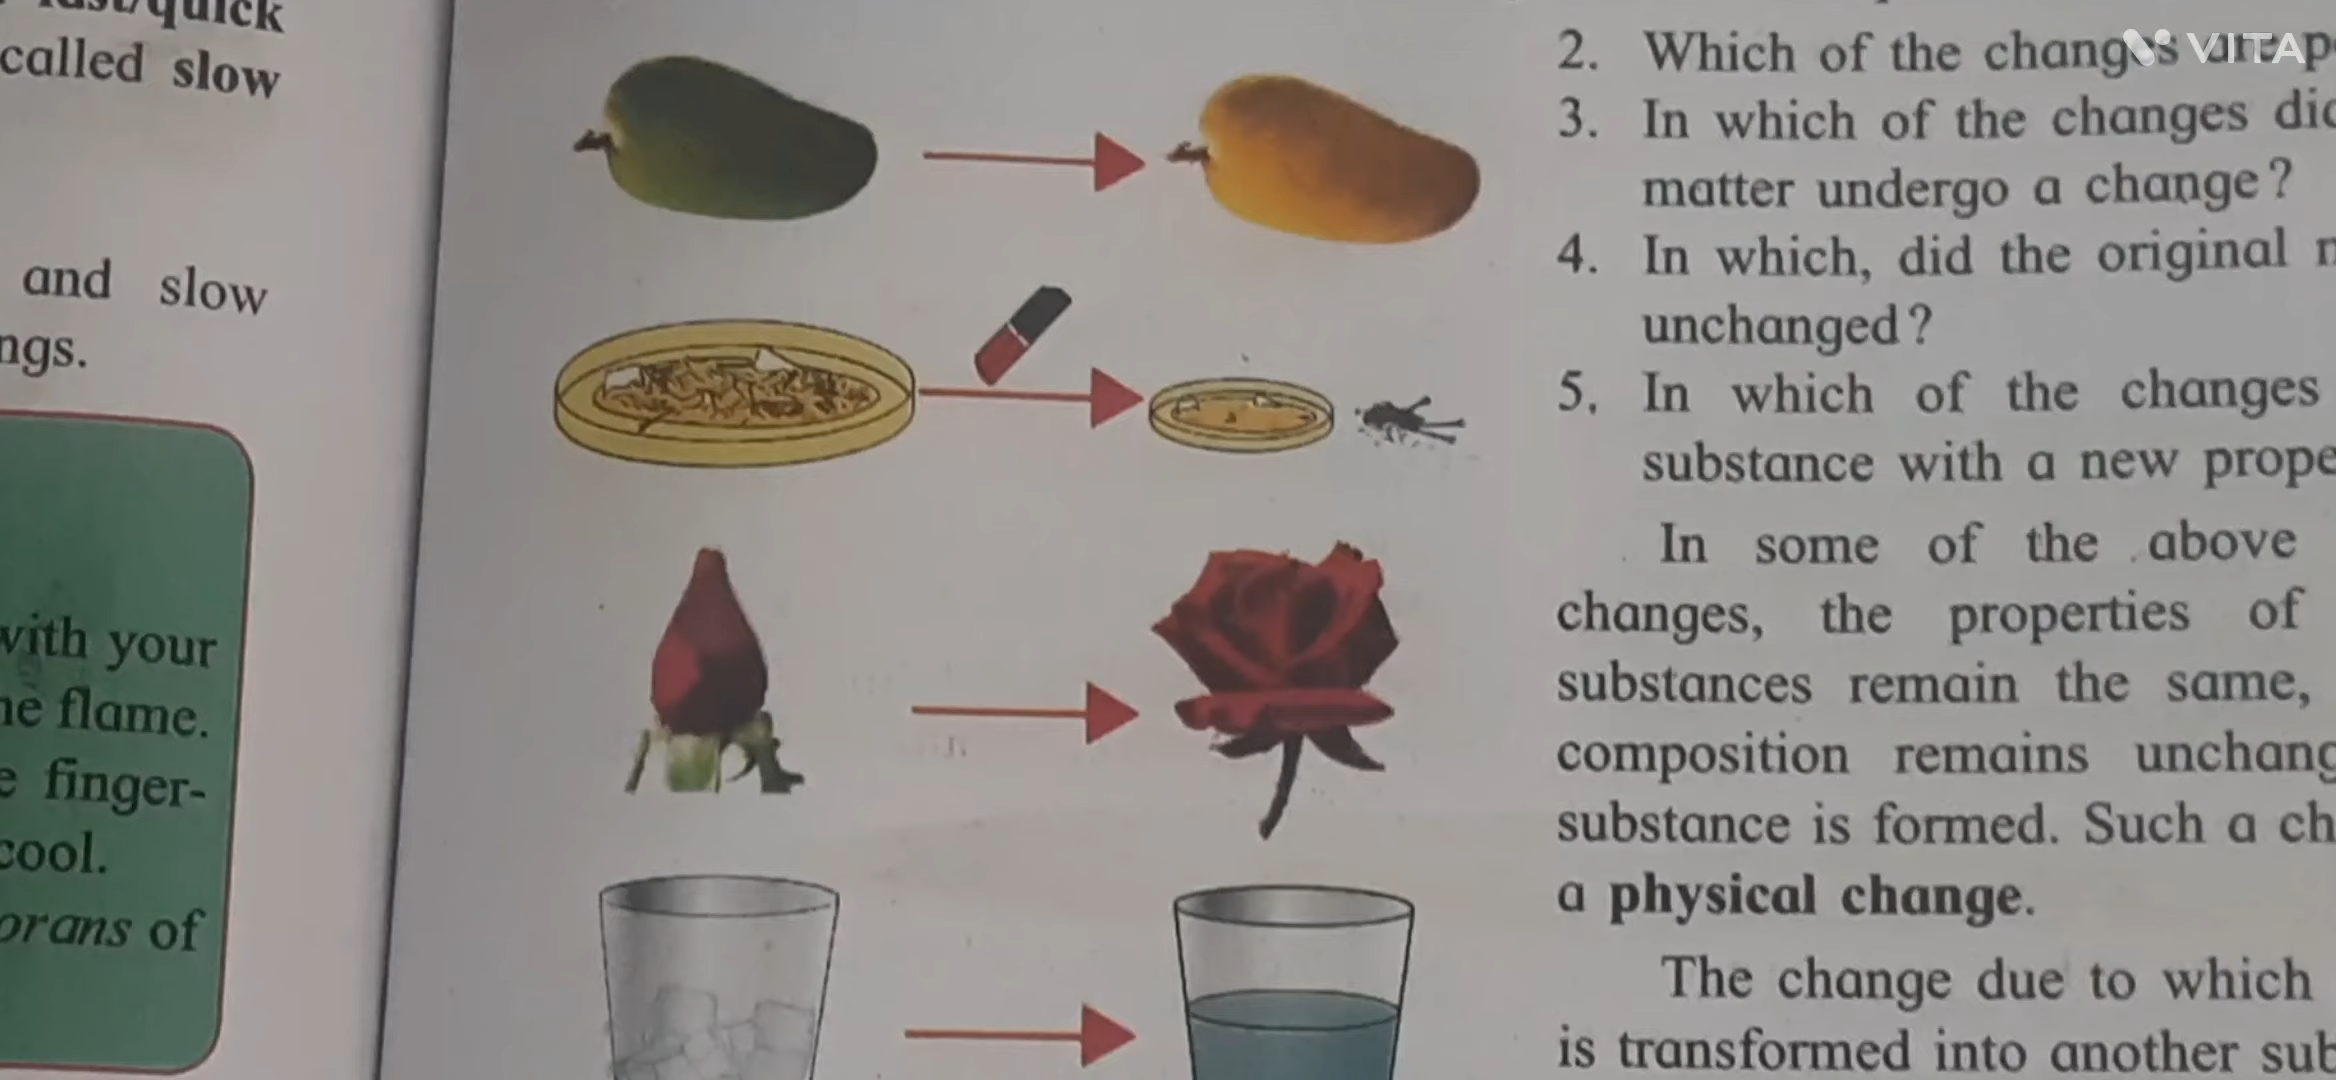 quick
called slow
and slow
ngs.
with your
flame.
finger-
cool.
of
2. Which of the changes
3. In which of the changes
matter undergo a change?
4. In which, did the original
unchanged?
5. In which of the changes
substance with a new
In some of the above
changes, the properties of
substances remain the same,
composition remains
substance is formed. Such a
a physical change.
The change due to which
is transformed into another
VITA